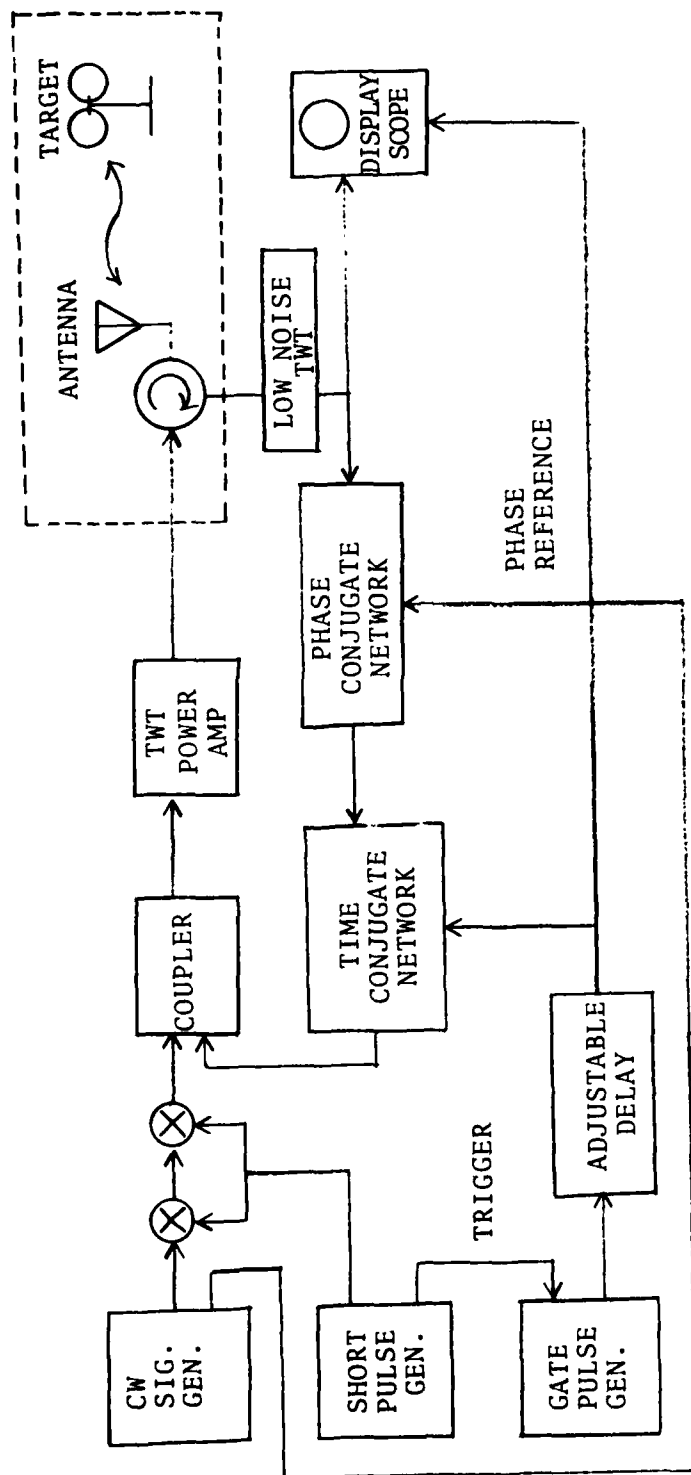 TARGET
ANTENNA
DISPLAY
SCOPE
LOW NOISE
TWT
TWT
POWER
AMP
PHASE
CONJUGATE
NETWORK
PHASE
REFERENCE
COUPLER
TIME
CONJUGATE
NETWORK
ADJUSTABLE
DELAY
TRIGGER
CW
SIG.
GEN.
SHORT
PULSE
GEN.
GATE
PULSE
GEN.